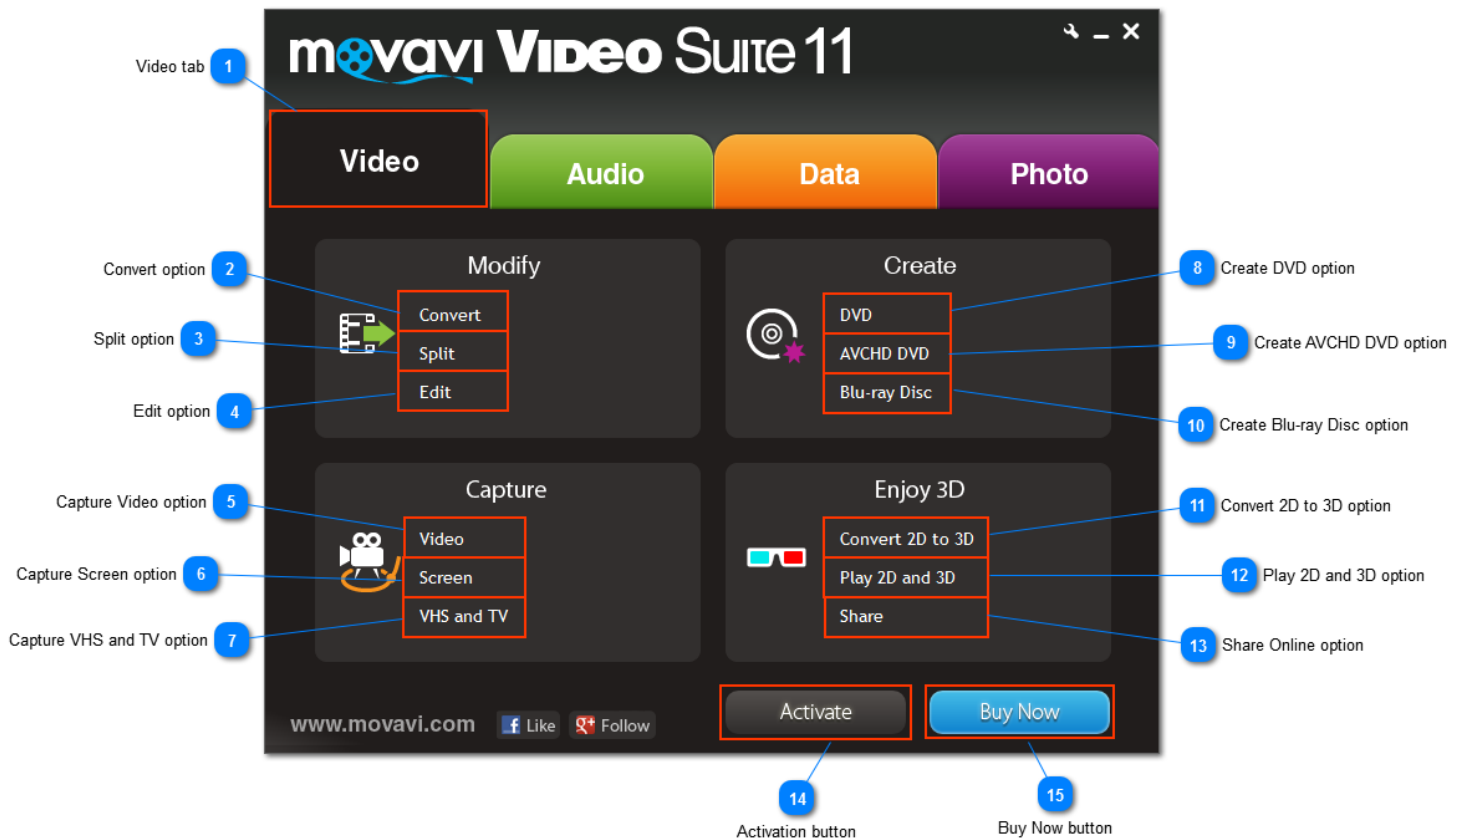 movavi VIDEO Suite 11
Video tab 1
Video
Audio
Data
Photo
Modify
Convert option 2
Convert
Split option 3
Split
Edit option 4
Edit
Create
8 Create DVD option
DVD
9 Create AVCHD DVD option
AVCHD DVD
10 Create Blu-ray Disc option
Blu-ray Disc
Capture
Capture Video option 5
Video
Capture Screen option 6
Screen
Capture VHS and TV option 7
VHS and TV
Enjoy 3D
11 Convert 2D to 3D option
Convert 2D to 3D
12 Play 2D and 3D option
Play 2D and 3D
13 Share Online option
Share
www.movavi.com
f Like
g+ Follow
Activate
Buy Now
14
Activation button
15
Buy Now button